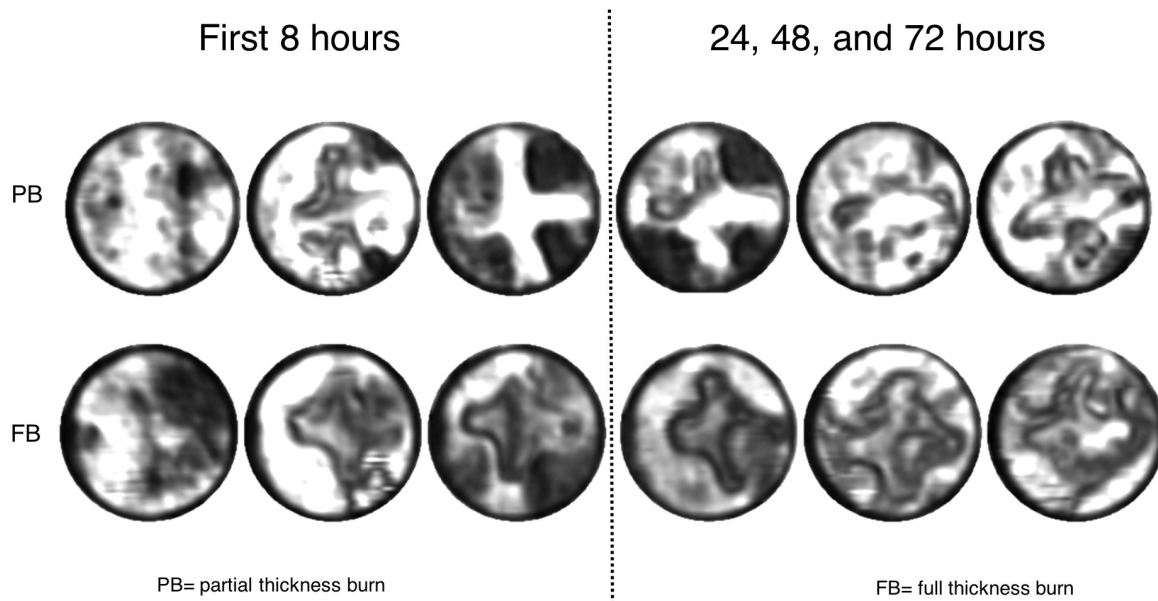 First 8 hours
24, 48, and 72 hours
PB
FB
PB= partial thickness burn
FB= full thickness burn